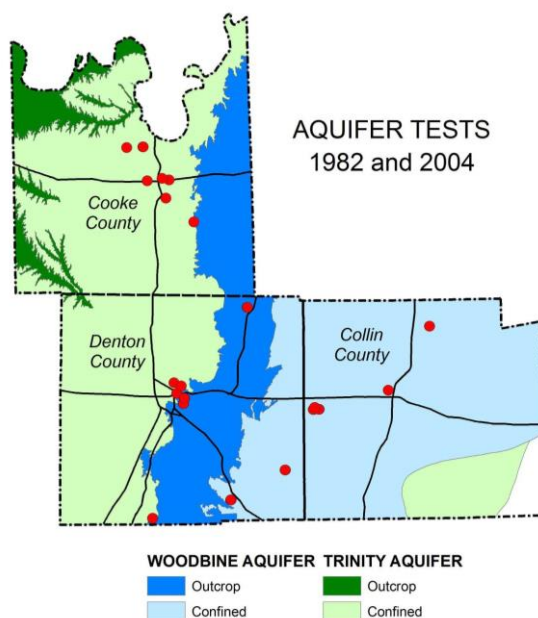 AQUIFER TESTS
1982 and 2004
Cooke
County
Denton
County
Collin
County
WOODBINE AQUIFER TRINITY AQUIFER
Outcrop Outcrop
Confined Confined